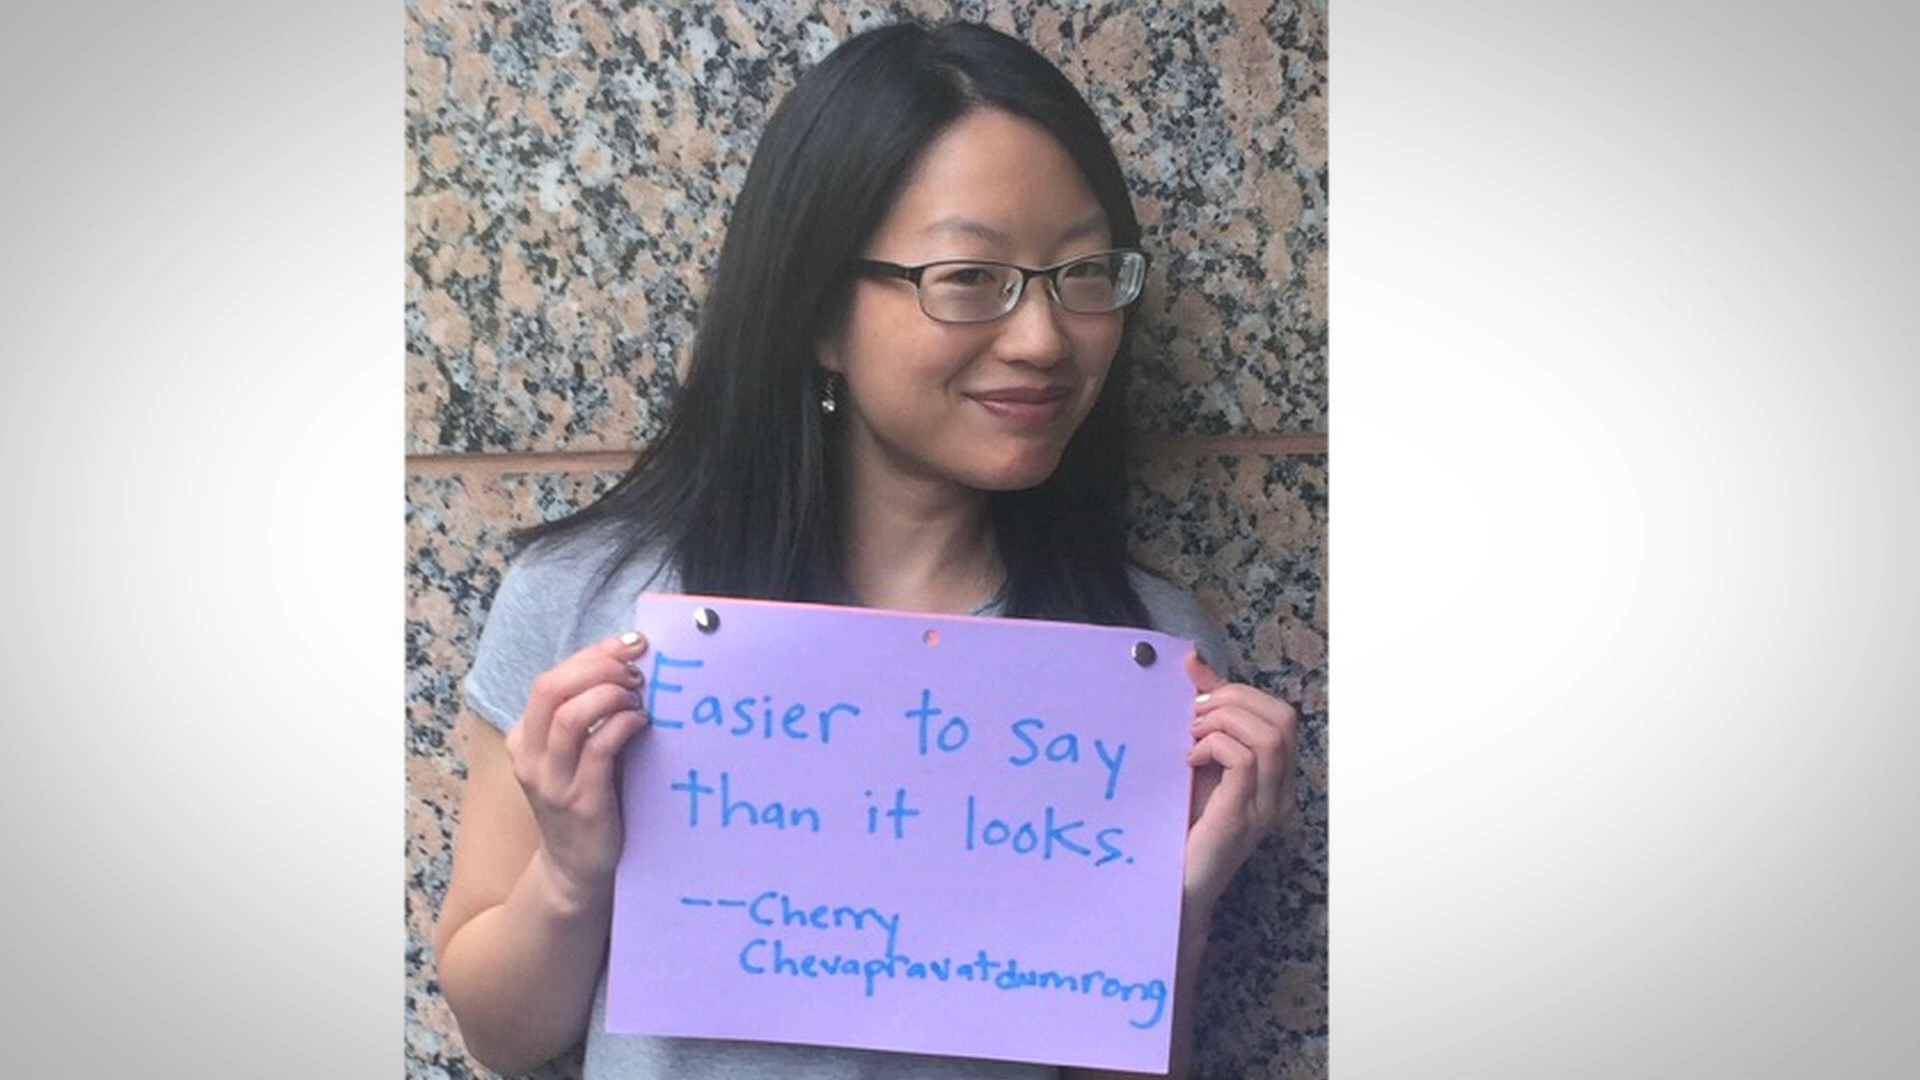 Easier to say
than it looks.
--Cherry
Chevapravatdumrong